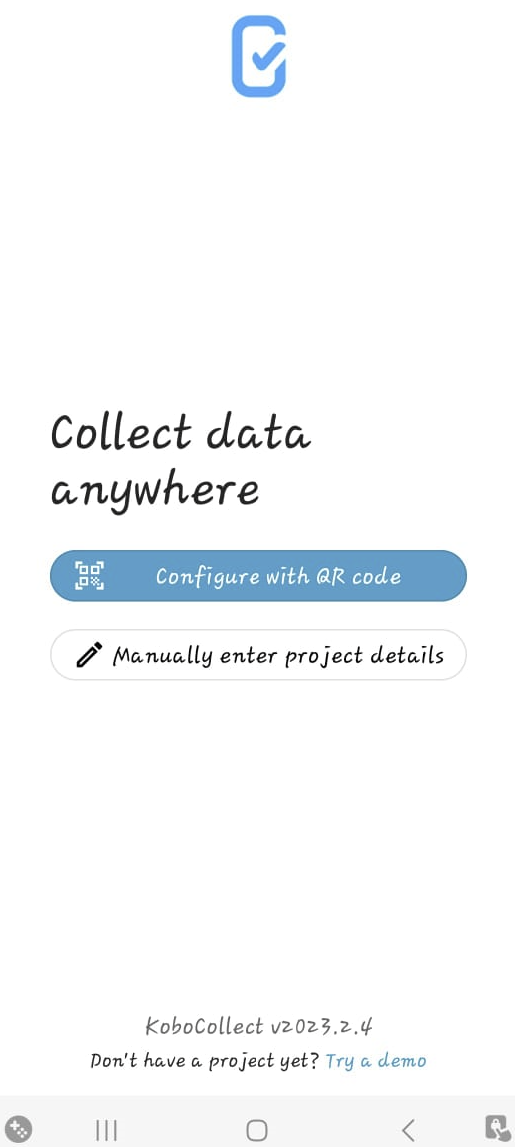 Collect data
anywhere
Configure with QR code
Manually enter project details
KoboCollect v2023.2.4
Don't have a project yet? Try a demo